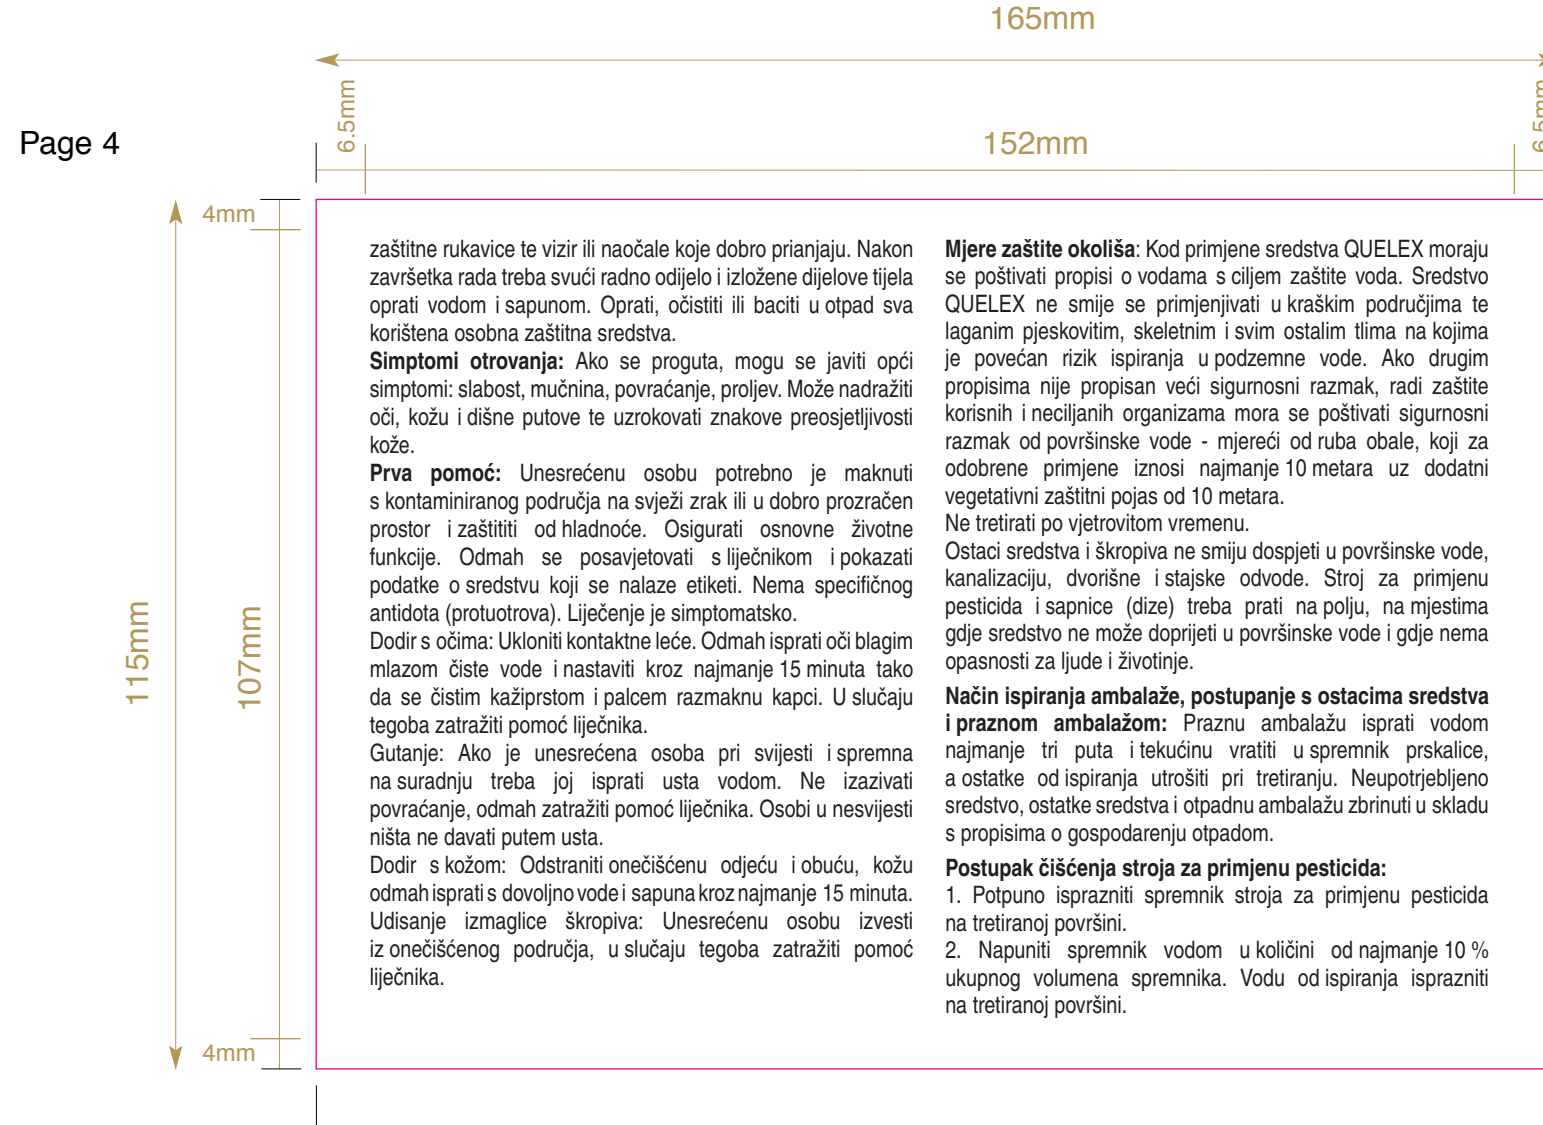 165mm
6.5mm
6.5mm
152mm
Page 4
4mm
115mm
107mm
4mm
zaštitne rukavice te vizir ili naočale koje dobro prianjaju. Nakon
završetka rada treba svući radno odijelo i izložene dijelove tijela
oprati vodom i sapunom. Oprati, očistiti ili baciti u otpad sva
korištena osobna zaštitna sredstva.
Simptomi otrovanja: Ako se proguta, mogu se javiti opći
simptomi: slabost, mučnina, povraćanje, proljev. Može nadražiti
oči, kožu i dišne putove te uzrokovati znakove preosjetljivosti
kože.
Prva pomoć: Unesrećenu osobu potrebno je maknuti
s kontaminiranog područja na svježi zrak ili u dobro prozračen
prostor i zaštititi od hladnoće. Osigurati osnovne životne
funkcije. Odmah se posavjetovati s liječnikom i pokazati
podatke o sredstvu koji se nalaze etiketi. Nema specifičnog
antidota (protuotrova). Liječenje je simptomatsko.
Dodir s očima: Ukloniti kontaktne leće. Odmah isprati oči blagim
mlazom čiste vode i nastaviti kroz najmanje 15 minuta tako
da se čistim kažiprstom i palcem razmaknu kapci. U slučaju
tegoba zatražiti pomoć liječnika.
Gutanje: Ako je unesrećena osoba pri svijesti i spremna
na suradnju treba joj isprati usta vodom. Ne izazivati
povraćanje, odmah zatražiti pomoć liječnika. Osobi u nesvijesti
ništa ne davati putem usta.
Dodir s kožom: Odstraniti onečišćenu odjeću i obuću, kožu
odmah isprati s dovoljno vode i sapuna kroz najmanje 15 minuta.
Udisanje izmaglice škropiva: Unesrećenu osobu izvesti
iz onečišćenog područja, u slučaju tegoba zatražiti pomoć
liječnika.
Mjere zaštite okoliša: Kod primjene sredstva QUELEX moraju
se poštivati propisi o vodama s ciljem zaštite voda. Sredstvo
QUELEX ne smije se primjenjivati u kraškim područjima te
laganim pjeskovitim, skeletnim i svim ostalim tlima na kojima
je povećan rizik ispiranja u podzemne vode. Ako drugim
propisima nije propisan veći sigurnosni razmak, radi zaštite
korisnih i neciljanih organizama mora se poštivati sigurnosni
razmak od površinske vode - mjereći od ruba obale, koji za
odobrene primjene iznosi najmanje 10 metara uz dodatni
vegetativni zaštitni pojas od 10 metara.
Ne tretirati po vjetrovitom vremenu.
Ostaci sredstva i škropiva ne smiju dospjeti u površinske vode,
kanalizaciju, dvorišne i stajske odvode. Stroj za primjenu
pesticida i sapnice (dize) treba prati na polju, na mjestima
gdje sredstvo ne može doprijeti u površinske vode i gdje nema
opasnosti za ljude i životinje.
Način ispiranja ambalaže, postupanje s ostacima sredstva
i praznom ambalažom: Praznu ambalažu isprati vodom
najmanje tri puta i tekućinu vratiti u spremnik prskalice,
a ostatke od ispiranja utrošiti pri tretiranju. Neupotrjebljeno
sredstvo, ostatke sredstva i otpadnu ambalažu zbrinuti u skladu
s propisima o gospodarenju otpadom.
Postupak čišćenja stroja za primjenu pesticida:
1. Potpuno isprazniti spremnik stroja za primjenu pesticida
na tretiranoj površini.
2. Napuniti spremnik vodom u količini od najmanje 10 %
ukupnog volumena spremnika. Vodu od ispiranja isprazniti
na tretiranoj površini.